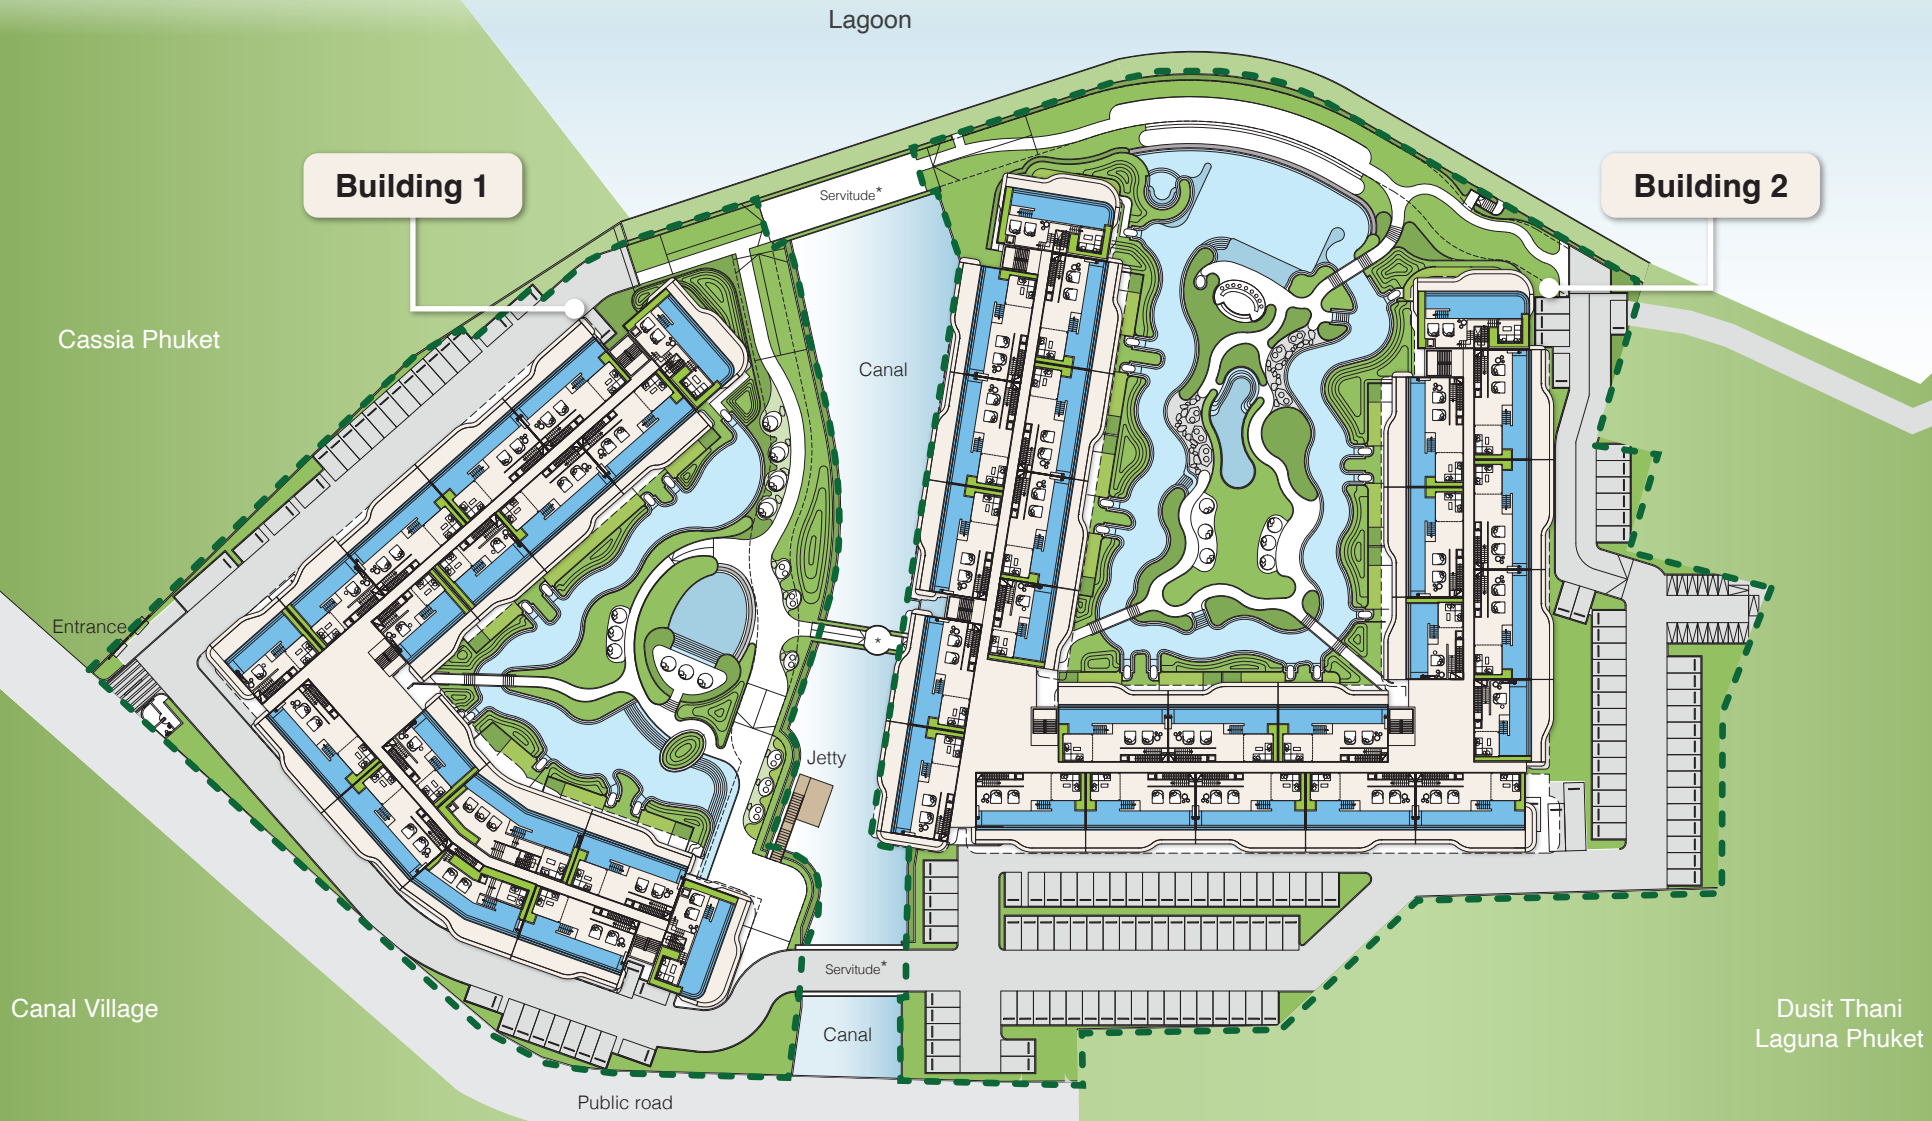 Lagoon
Building 1
Building 2
Servitude*
Cassia Phuket
Canal
Entrance
*
Jetty
Servitude*
Canal Village
Canal
Dusit Thani
Laguna Phuket
Public road